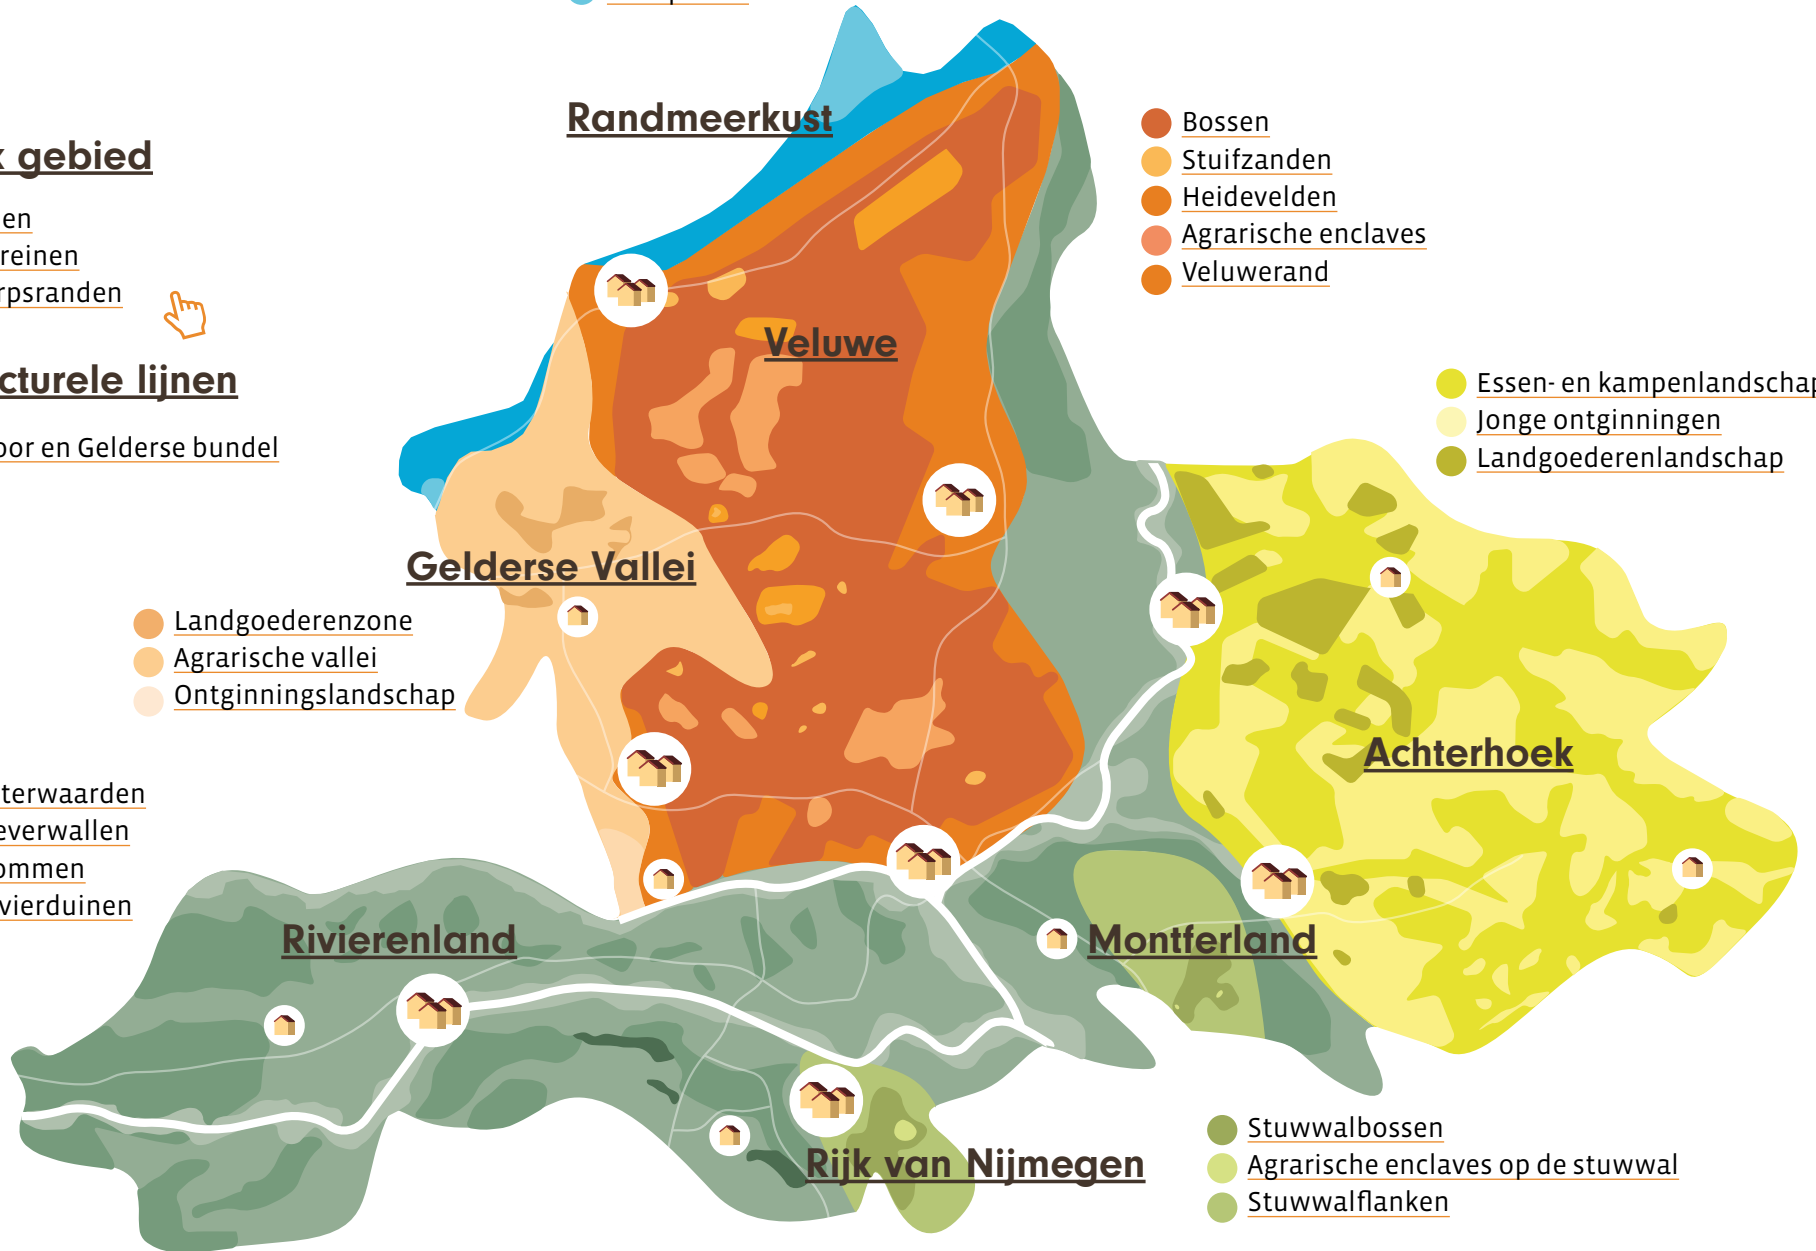 Randmeerkust
gebied
en
reinen
rpsranden
cturele lijnen
oor en Gelderse bundel
Bossen
Stuifzanden
Heidevelden
Agrarische enclaves
Veluwerand
Veluwe
Essen- en kampenlandschap
Jonge ontginningen
Landgoederenlandschap
Gelderse Vallei
Landgoederenzone
Agrarische vallei
Ontginningslandschap
Achterhoek
terwaarden
everwallen
ommen
vierduinen
Rivierenland
Montferland
Rijk van Nijmegen
Stuwwalbossen
Agrarische enclaves op de stuwwal
Stuwwalflanken